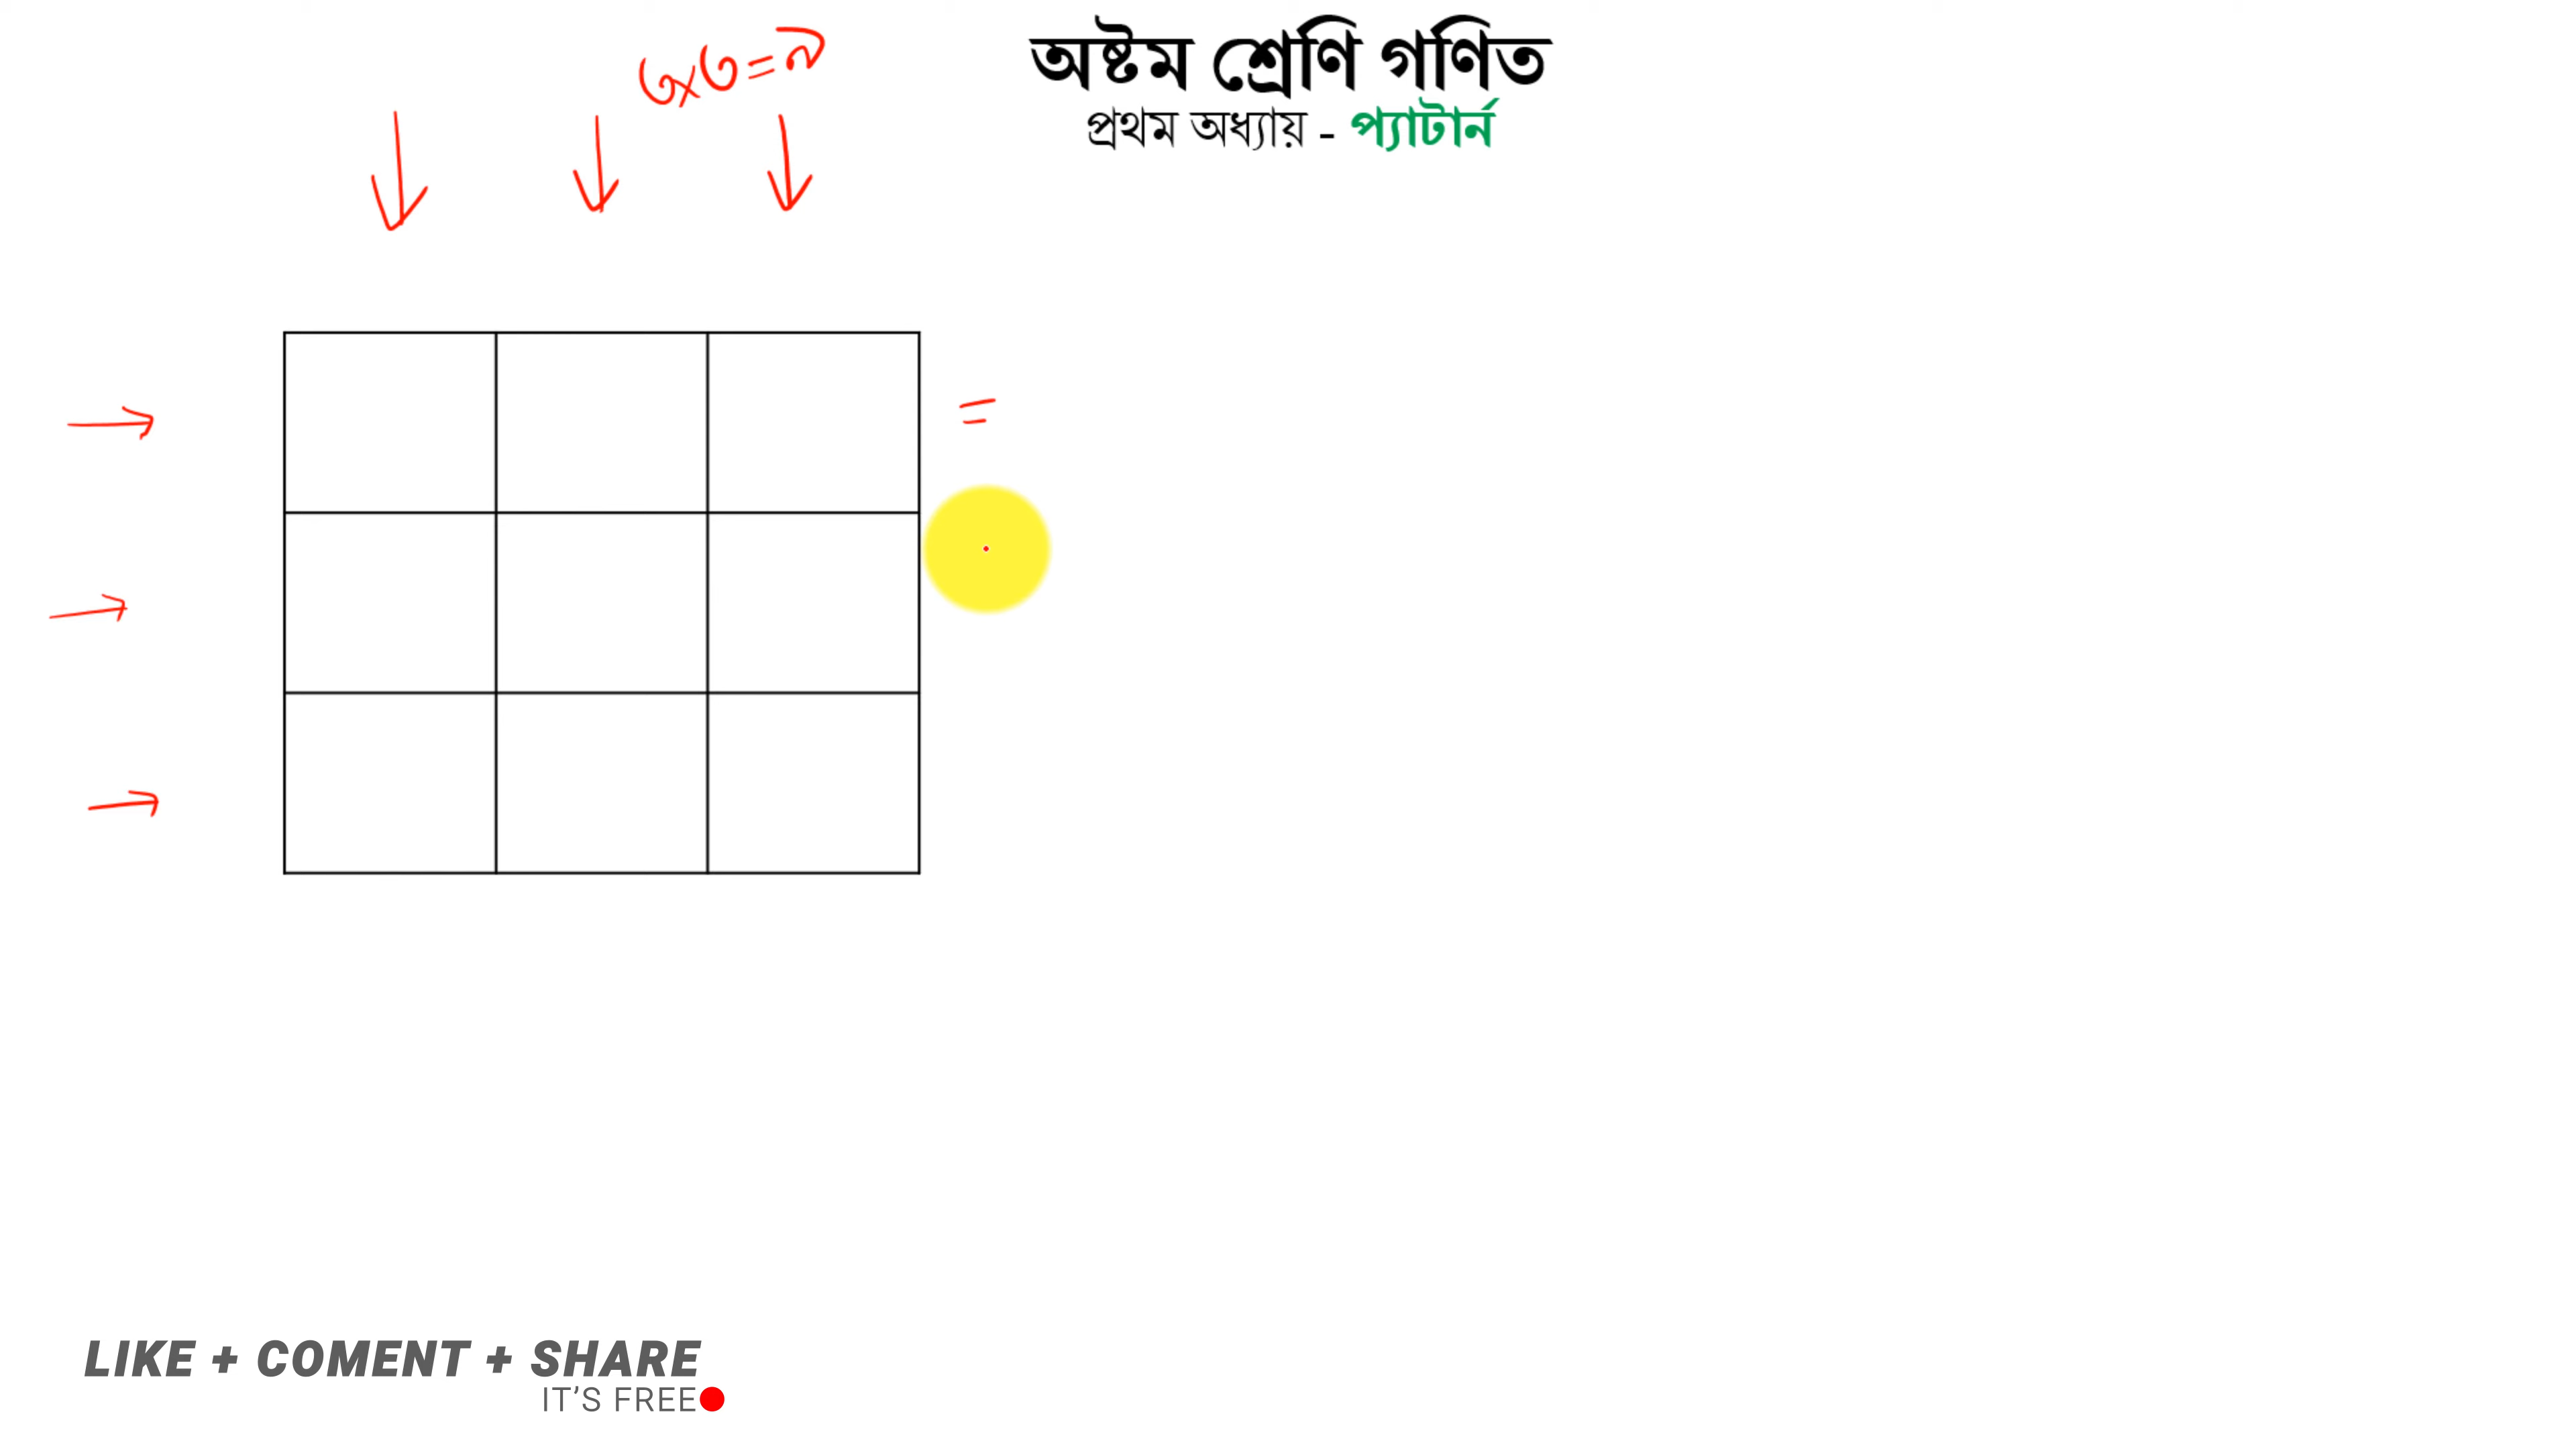 অষ্টম শ্রেণি গণিত
প্রথম অধ্যায় - প্যাটার্ন
৩×৩=৯
=
LIKE + COMENT + SHARE
IT'S FREE